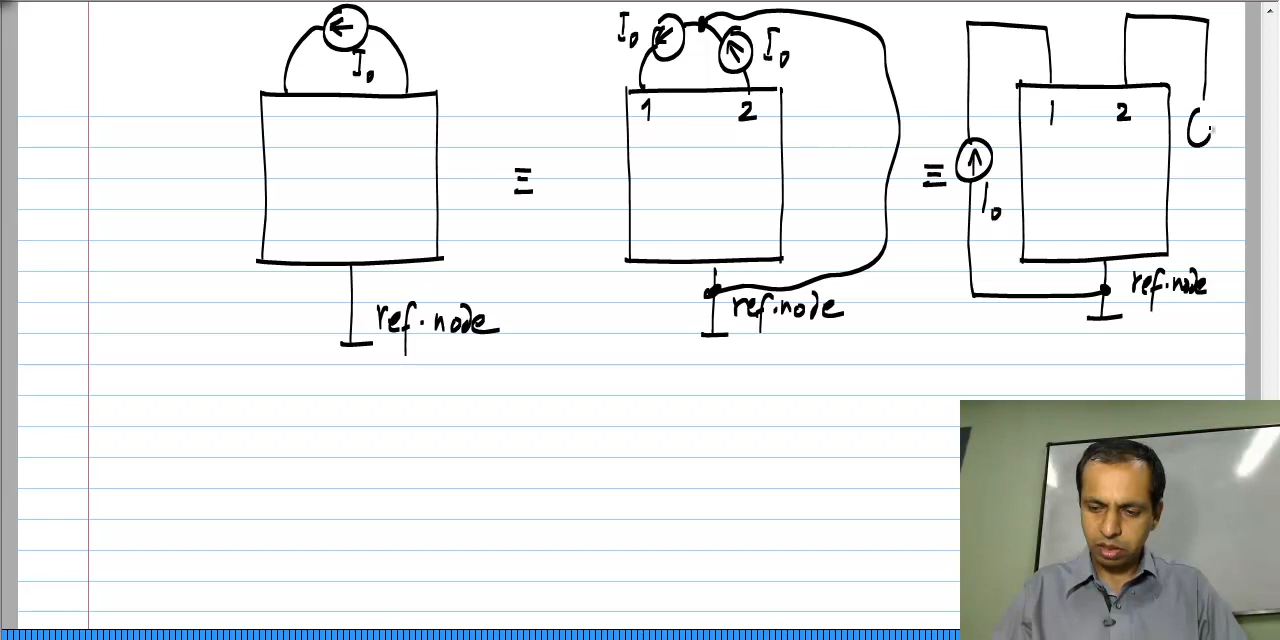 I₀
ref. node
≡
I₀
I₀
1
2
ref. node
≡
I₀
1
2
ref. node